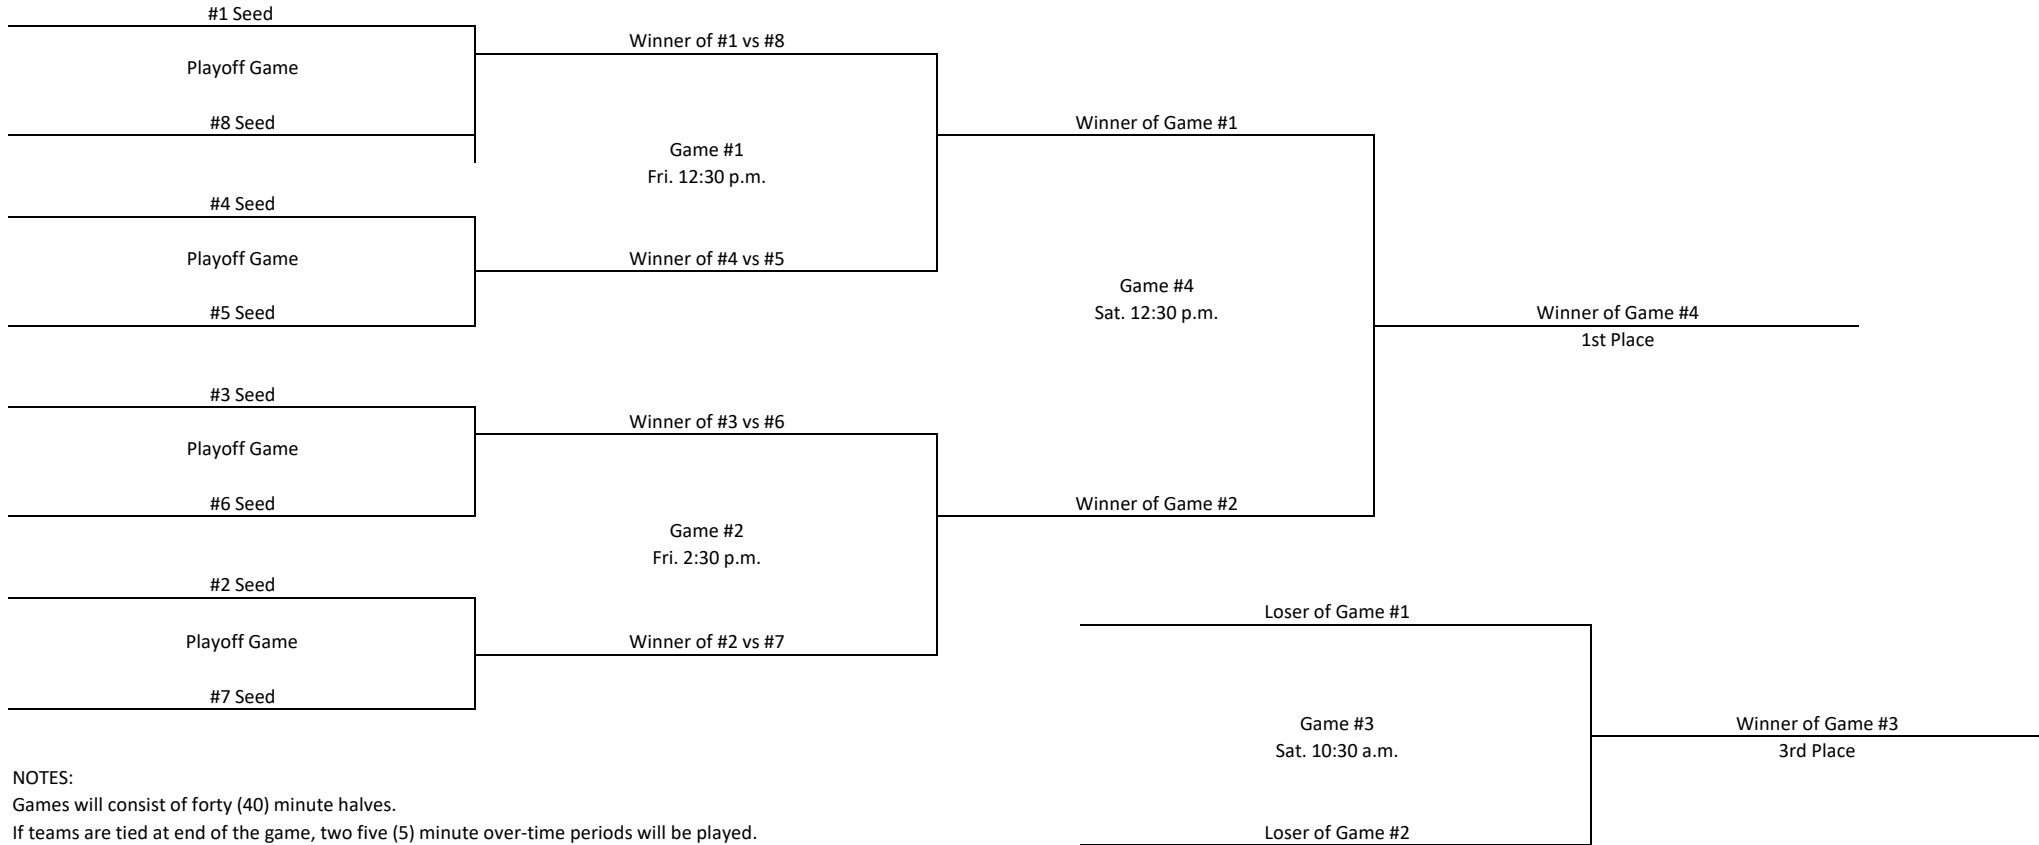 #1 Seed
Playoff Game
#8 Seed
#4 Seed
Playoff Game
#5 Seed
#3 Seed
Playoff Game
#6 Seed
#2 Seed
Playoff Game
#7 Seed
Winner of #1 vs #8
Game #1
Fri. 12:30 p.m.
Winner of #4 vs #5
Winner of #3 vs #6
Game #2
Fri. 2:30 p.m.
Winner of #2 vs #7
Winner of Game #1
Game #4
Sat. 12:30 p.m.
Winner of Game #2
Winner of Game #4
1st Place
Loser of Game #1
Game #3
Sat. 10:30 a.m.
Loser of Game #2
Winner of Game #3
3rd Place
NOTES:
Games will consist of forty (40) minute halves.
If teams are tied at end of the game, two five (5) minute over-time periods will be played.